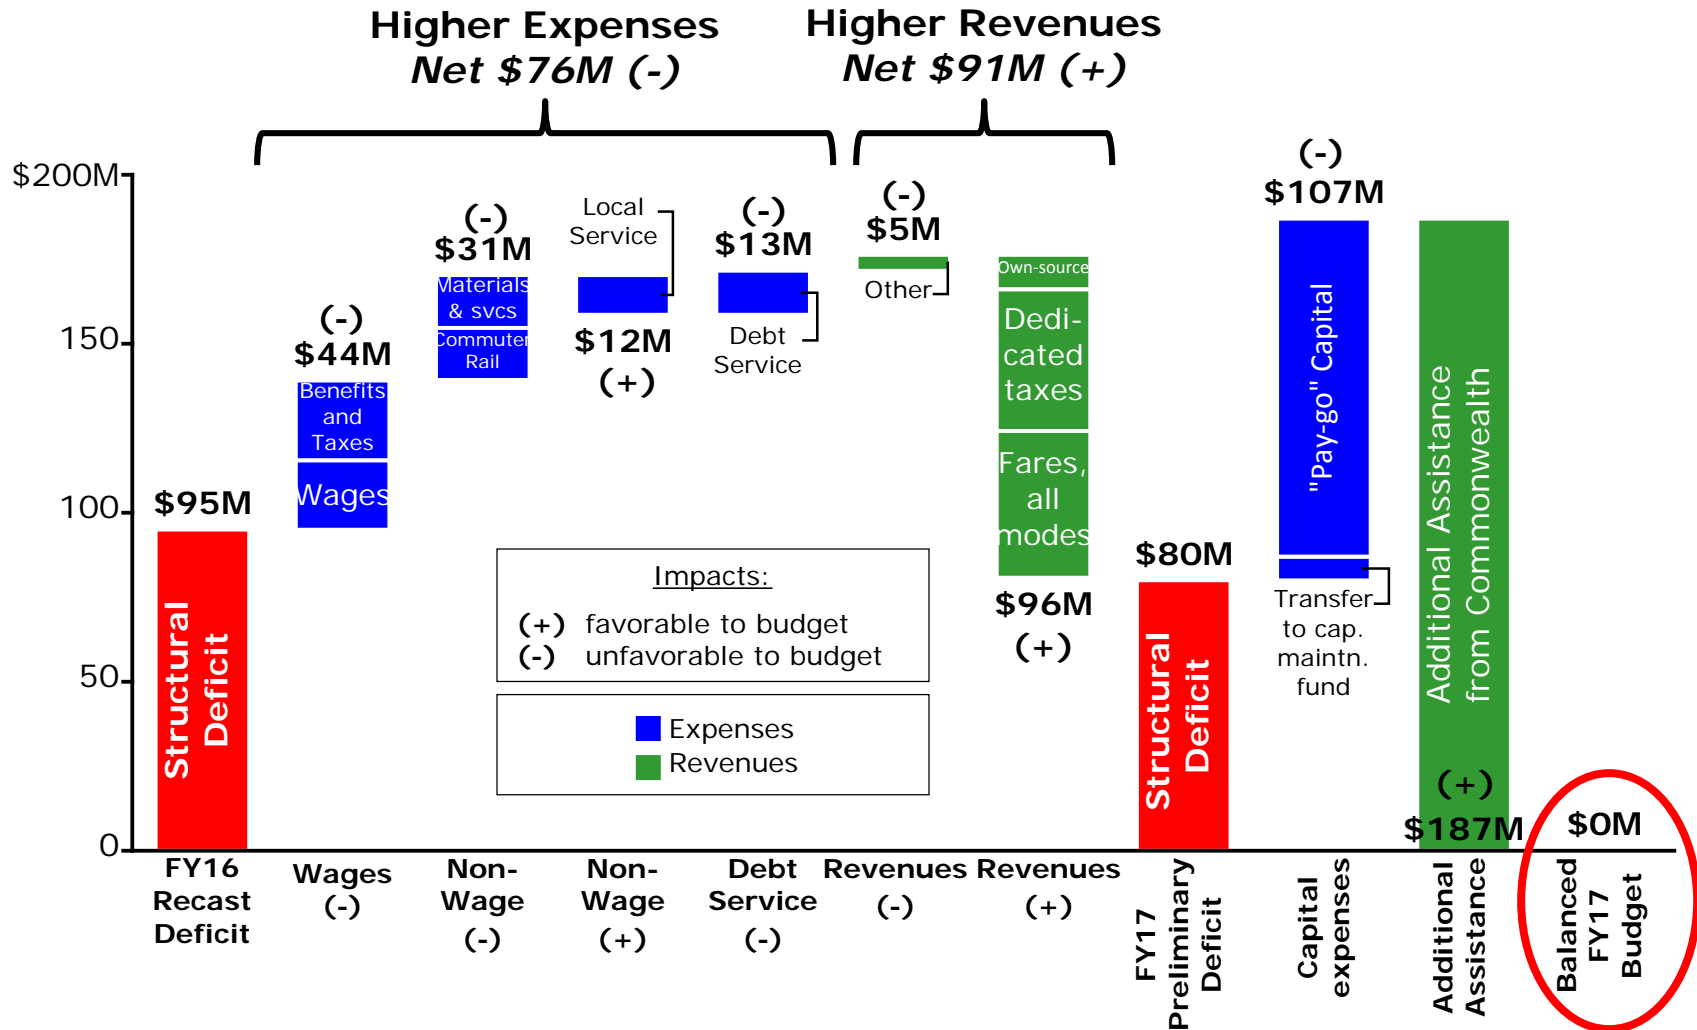 Higher Expenses
Net $76M (-)
Higher Revenues
Net $91M (+)
$200M
150
100
50
0
$95M
Structural
Deficit
(-)
$44M
Benefits
and
Taxes
Wages
(-)
$31M
Materials
& svcs
Commuter
Rail
Local
Service
$12M
(+)
(-)
$13M
Debt
Service
(-)
$5M
Other
Own-source
Dedi-
cated
taxes
Fares,
all
modes
$96M
(+)
$80M
Structural
Deficit
(-)
$107M
"Pay-go" Capital
Transfer
to cap.
maintn.
fund
Additional Assistance
from Commonwealth
(+)
$187M
$0M
Impacts:
(+) favorable to budget
(-) unfavorable to budget
Expenses
Revenues
FY16
Recast
Deficit
Wages
(-)
Non-
Wage
(-)
Non-
Wage
(+)
Debt
Service
(-)
Revenues
(-)
Revenues
(+)
FY17
Preliminary
Deficit
Capital
expenses
Additional
Assistance
Balanced
FY17
Budget